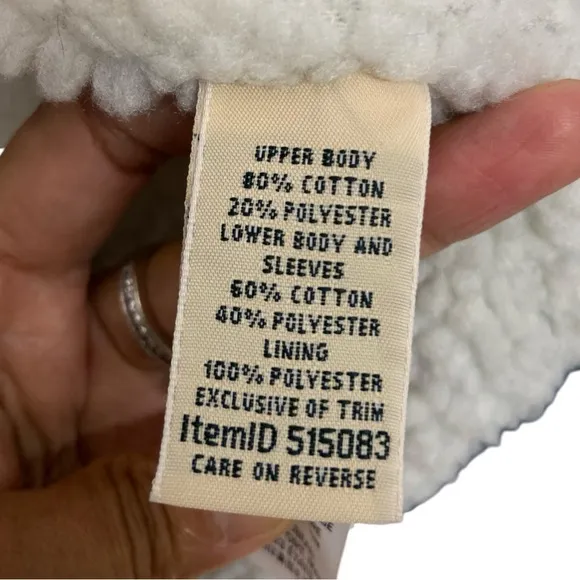 UPPER BODY
80% COTTON
20% POLYESTER
LOWER BODY AND
SLEEVES
60% COTTON
40% POLYESTER
LINING
100% POLYESTER
EXCLUSIVE OF TRIM
ItemID 515083
CARE ON REVERSE